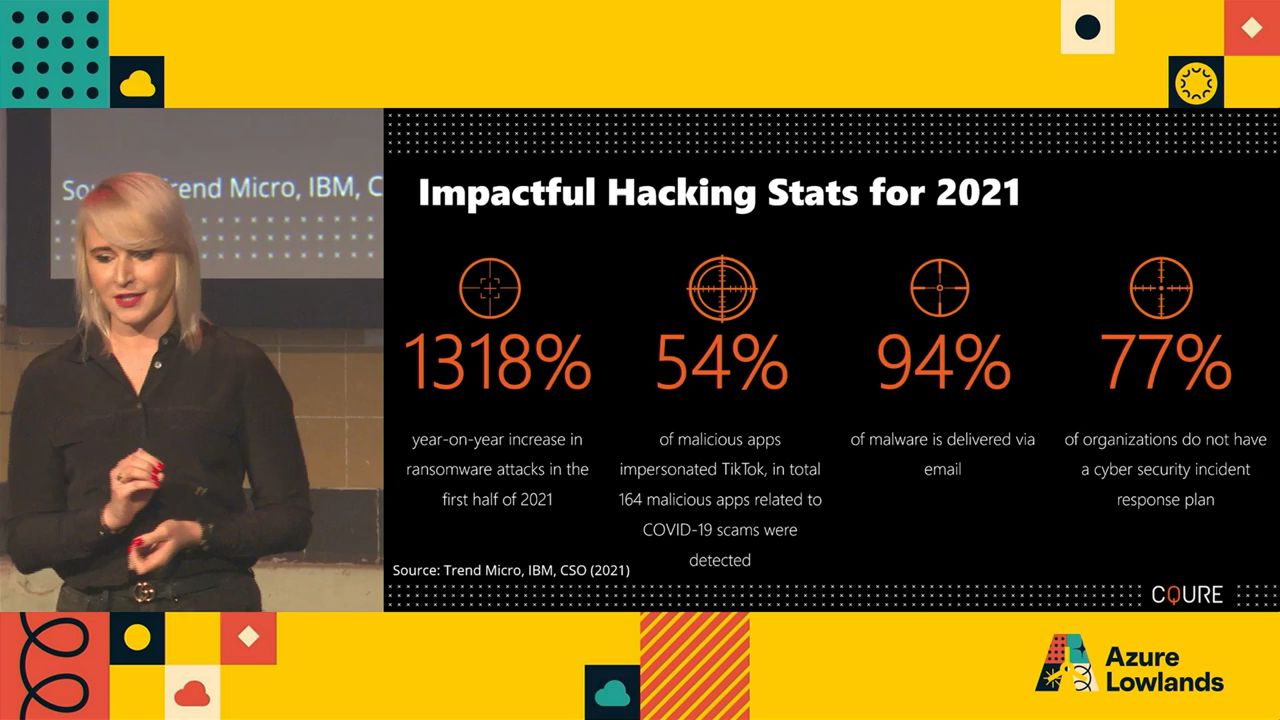 Trend Micro, IBM, C
Impactful Hacking Stats for 2021
1318%
year-on-year increase in
ransomware attacks in the
first half of 2021
54%
of malicious apps
impersonated TikTok, in total
164 malicious apps related to
COVID-19 scams were
detected
94%
of malware is delivered via
email
77%
of organizations do not have
a cyber security incident
response plan
Source: Trend Micro, IBM, CSO (2021)
CQURE
Azure
Lowlands